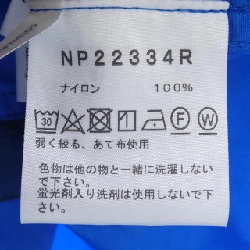 NP22334R
ナイロン 100%
30
弱く絞る、あて布使用
色物は他の物と一緒に洗濯しない
で下さい。
蛍光剤入り洗剤は使用しないで下
さい。